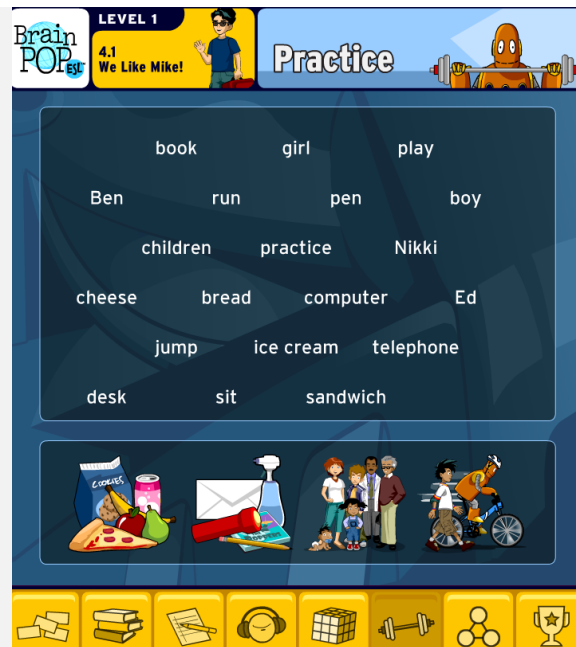 Brain
POP ESL
LEVEL 1
4.1
We Like Mike!
Practice
book girl play
Ben run pen boy
children practice Nikki
cheese bread computer Ed
jump ice cream telephone
desk sit sandwich
COOKIES